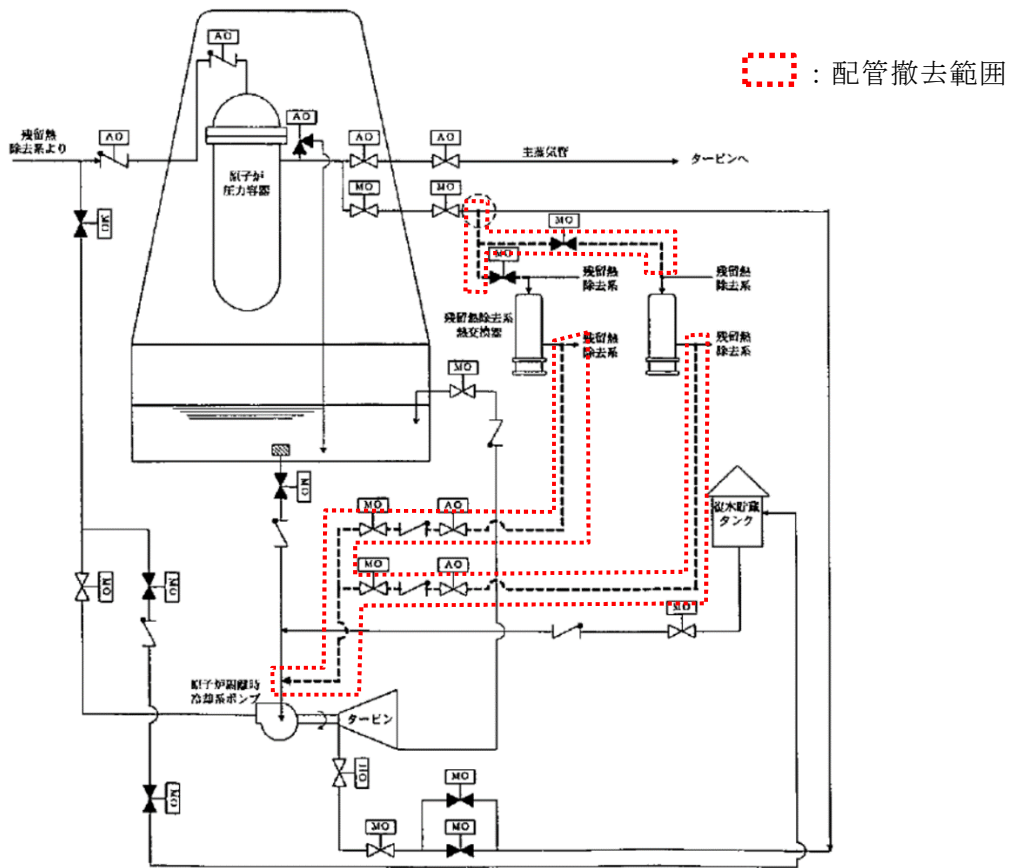 AO
：配管撤去範囲
AO
残留熱
除去系より
AO
AO
AO
主蒸気管
タービンへ
原子炉
圧力容器
MO
MO
MO
MO
MO
残留熱
除去系
残留熱
除去系
残留熱除去系
熱交換器
残留熱
除去系
残留熱
除去系
MO
MO
復水貯蔵
タンク
MO
AO
MO
AO
MO
MO
MO
原子炉隔離時
冷却系ポンプ
タービン
MO
MO
MO
MO
MO